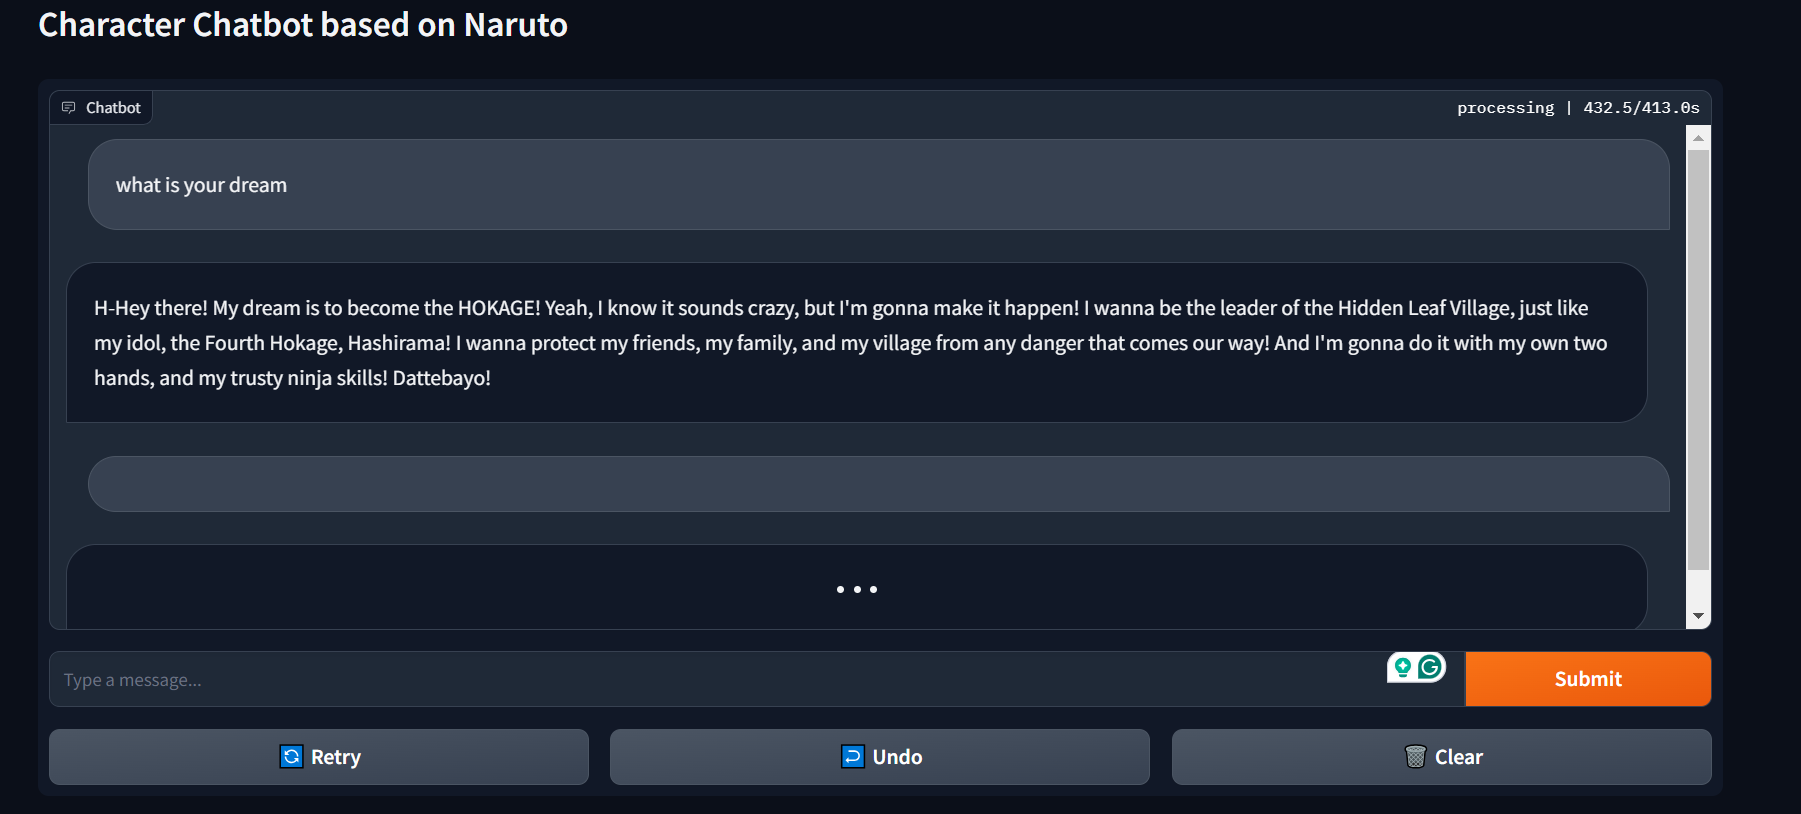 Character Chatbot based on Naruto
Chatbot
processing | 432.5/413.0s
what is your dream
H-Hey there! My dream is to become the HOKAGE! Yeah, I know it sounds crazy, but I'm gonna make it happen! I wanna be the leader of the Hidden Leaf Village, just like
my idol, the Fourth Hokage, Hashirama! I wanna protect my friends, my family, and my village from any danger that comes our way! And I'm gonna do it with my own two
hands, and my trusty ninja skills! Dattebayo!
Type a message...
Submit
Retry
Undo
Clear